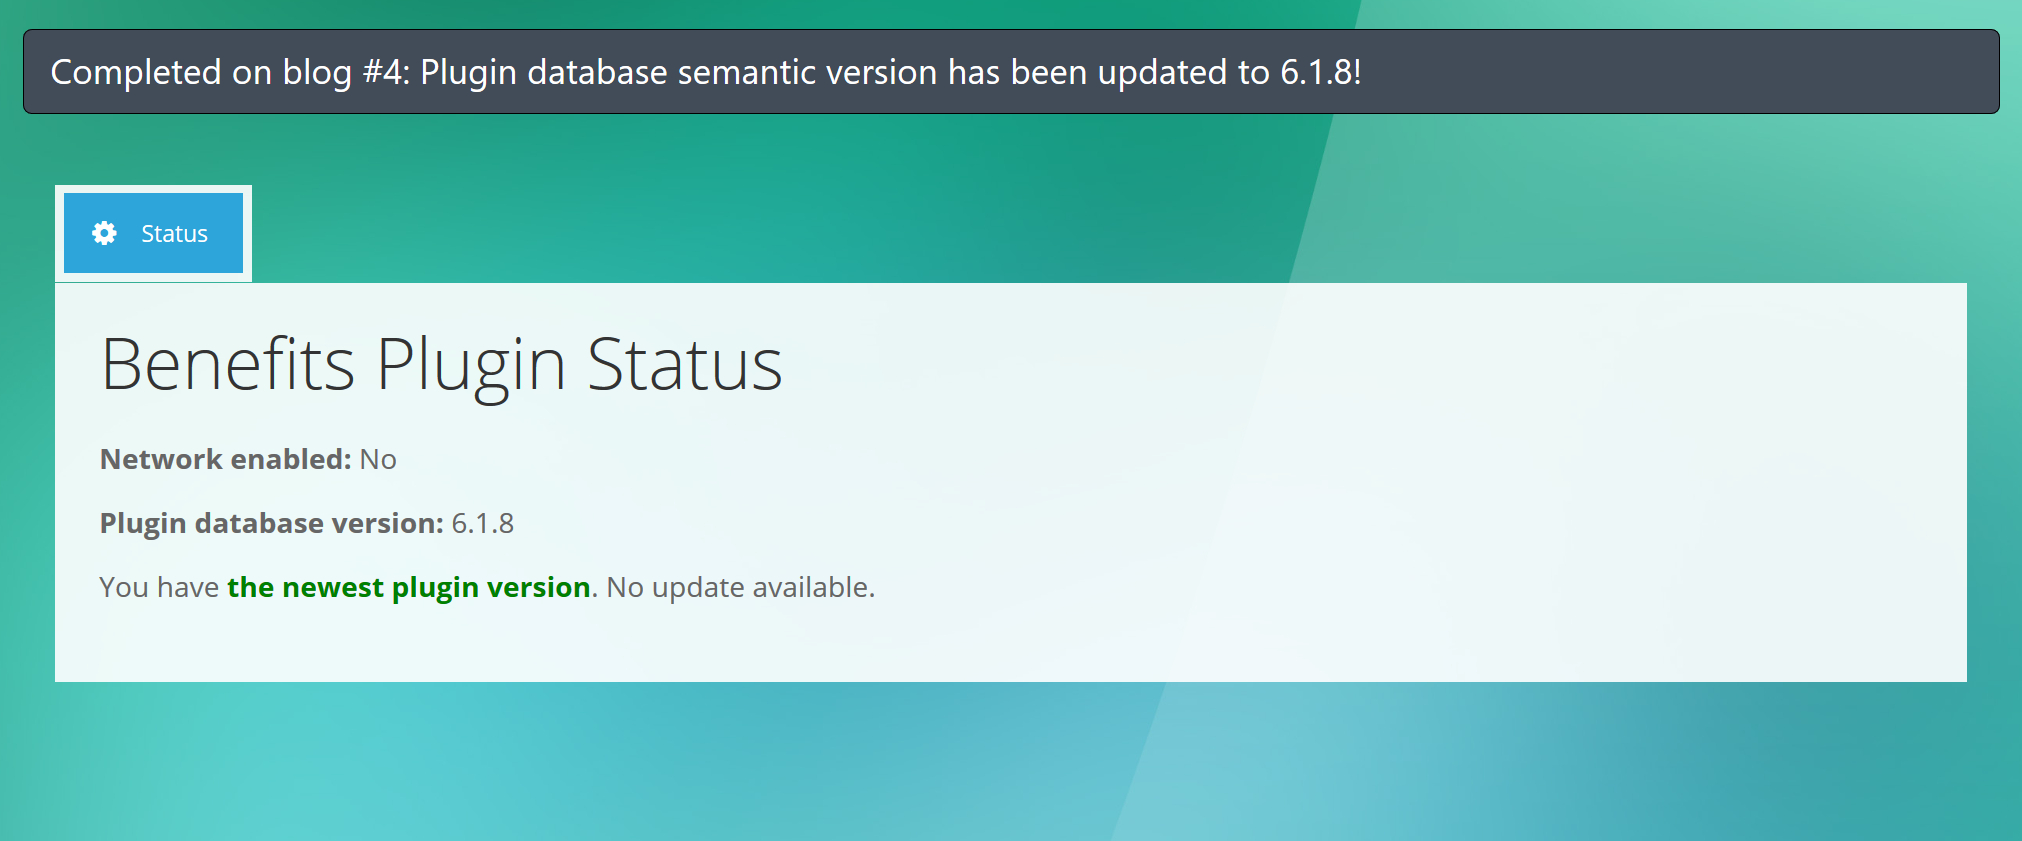 Completed on blog #4: Plugin database semantic version has been updated to 6.1.8!
Status
Benefits Plugin Status
Network enabled: No
Plugin database version: 6.1.8
You have the newest plugin version. No update available.